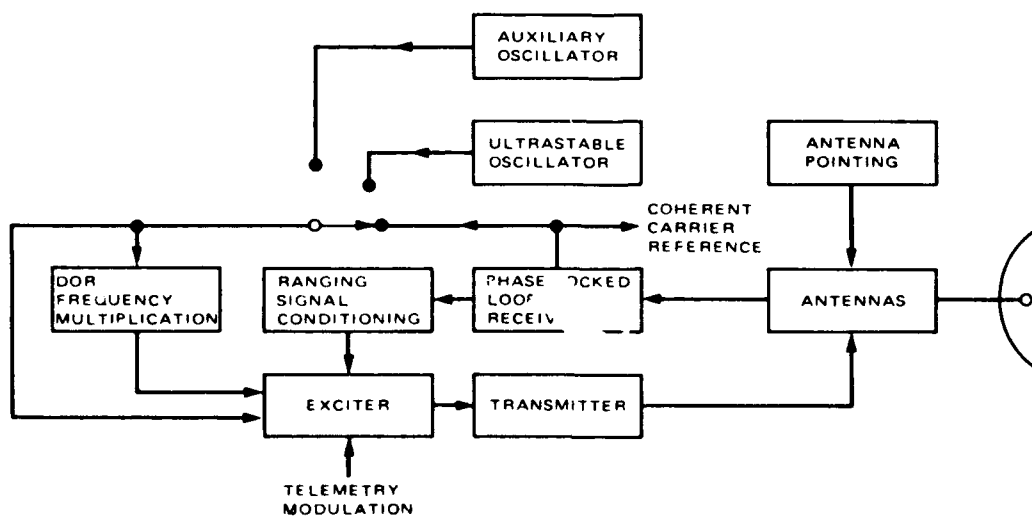 AUXILIARY
OSCILLATOR
ULTRASTABLE
OSCILLATOR
ANTENNA
POINTING
COHERENT
CARRIER
REFERENCE
DOR
FREQUENCY
MULTIPLICATION
RANGING
SIGNAL
CONDITIONING
PHASE
ANTENNAS
EXCITER
TRANSMITTER
TELEMETRY
MODULATION